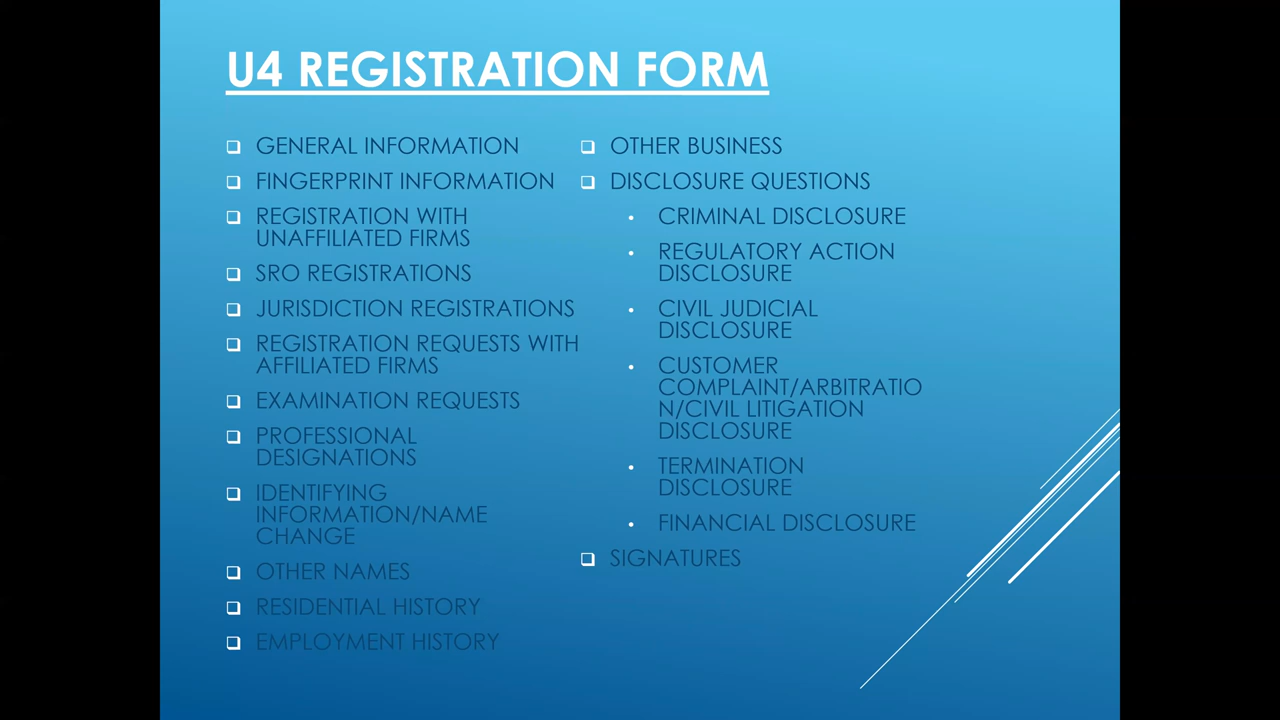 U4 REGISTRATION FORM
GENERAL INFORMATION
FINGERPRINT INFORMATION
REGISTRATION WITH
UNAFFILIATED FIRMS
SRO REGISTRATIONS
JURISDICTION REGISTRATIONS
REGISTRATION REQUESTS WITH
AFFILIATED FIRMS
EXAMINATION REQUESTS
PROFESSIONAL
DESIGNATIONS
IDENTIFYING
INFORMATION/NAME
CHANGE
OTHER NAMES
RESIDENTIAL HISTORY
EMPLOYMENT HISTORY
OTHER BUSINESS
DISCLOSURE QUESTIONS
CRIMINAL DISCLOSURE
REGULATORY ACTION
DISCLOSURE
CIVIL JUDICIAL
DISCLOSURE
CUSTOMER
COMPLAINT/ARBITRATIO
N/CIVIL LITIGATION
DISCLOSURE
TERMINATION
DISCLOSURE
FINANCIAL DISCLOSURE
SIGNATURES